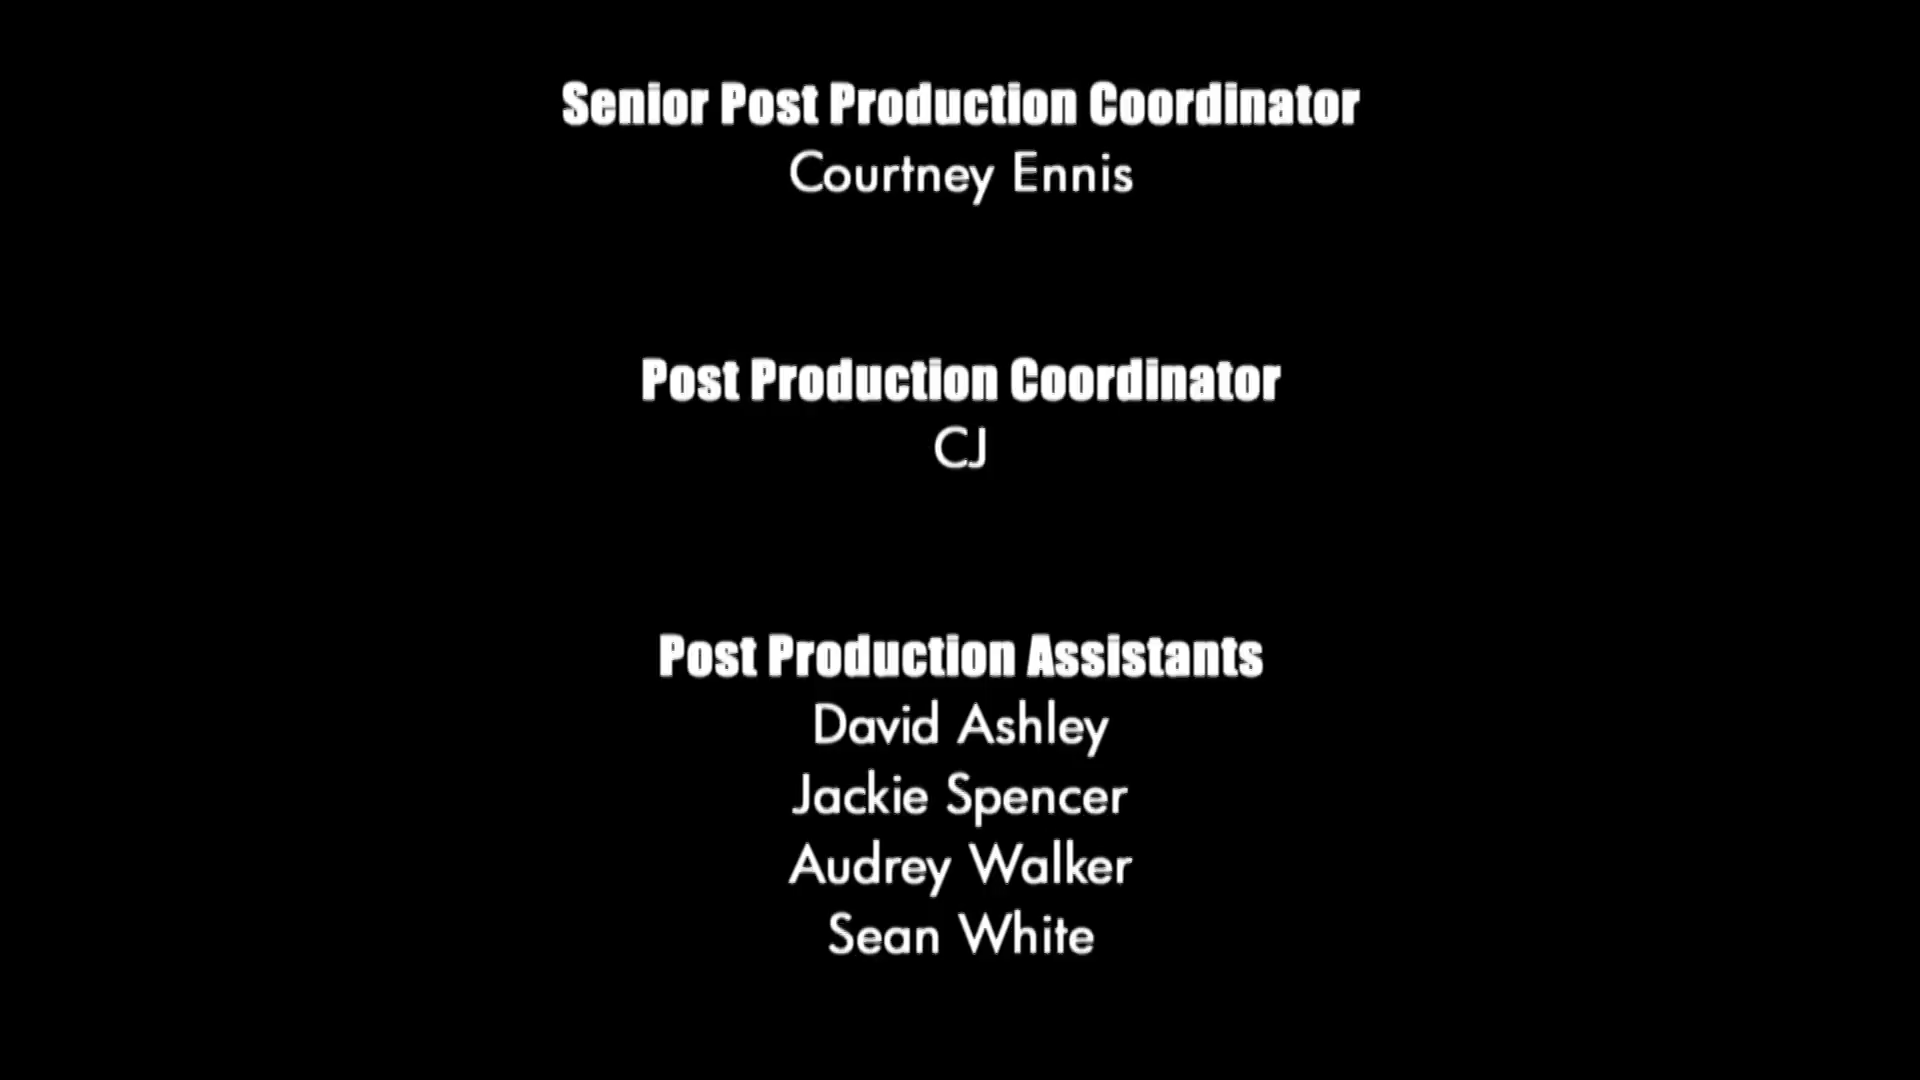 Senior Post Production Coordinator
Courtney Ennis
Post Production Coordinator
CJ
Post Production Assistants
David Ashley
Jackie Spencer
Audrey Walker
Sean White